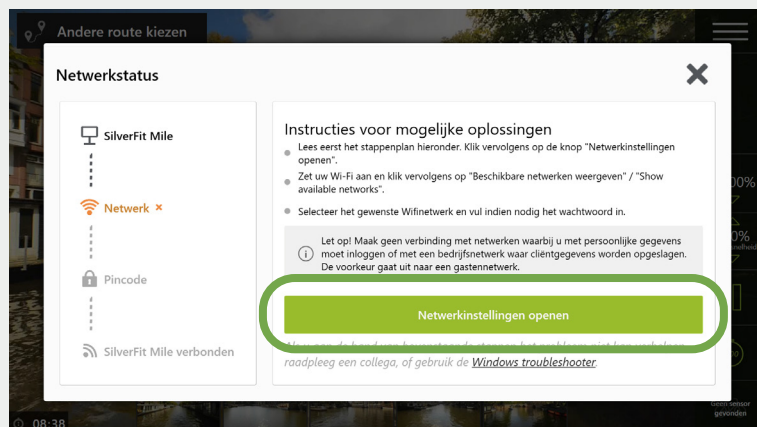 Andere route kiezen
Netwerkstatus
SilverFit Mile
Netwerk ×
Pincode
SilverFit Mile verbonden
Instructies voor mogelijke oplossingen
Lees eerst het stappenplan hieronder. Klik vervolgens op de knop "Netwerkinstellingen
openen".
Zet uw Wi-Fi aan en klik vervolgens op "Beschikbare netwerken weergeven" / "Show
available networks".
Selecteer het gewenste Wifinetwerk en vul indien nodig het wachtwoord in.
Let op! Maak geen verbinding met netwerken waarbij u met persoonlijke gegevens
moet inloggen of met een bedrijfsnetwerk waar cliëntgegevens worden opgeslagen.
De voorkeur gaat uit naar een gastennetwerk.
Netwerkinstellingen openen
raadpleeg een collega, of gebruik de Windows troubleshooter.
00%
0%
nelheid
Geen sensor
gevonden
08:38